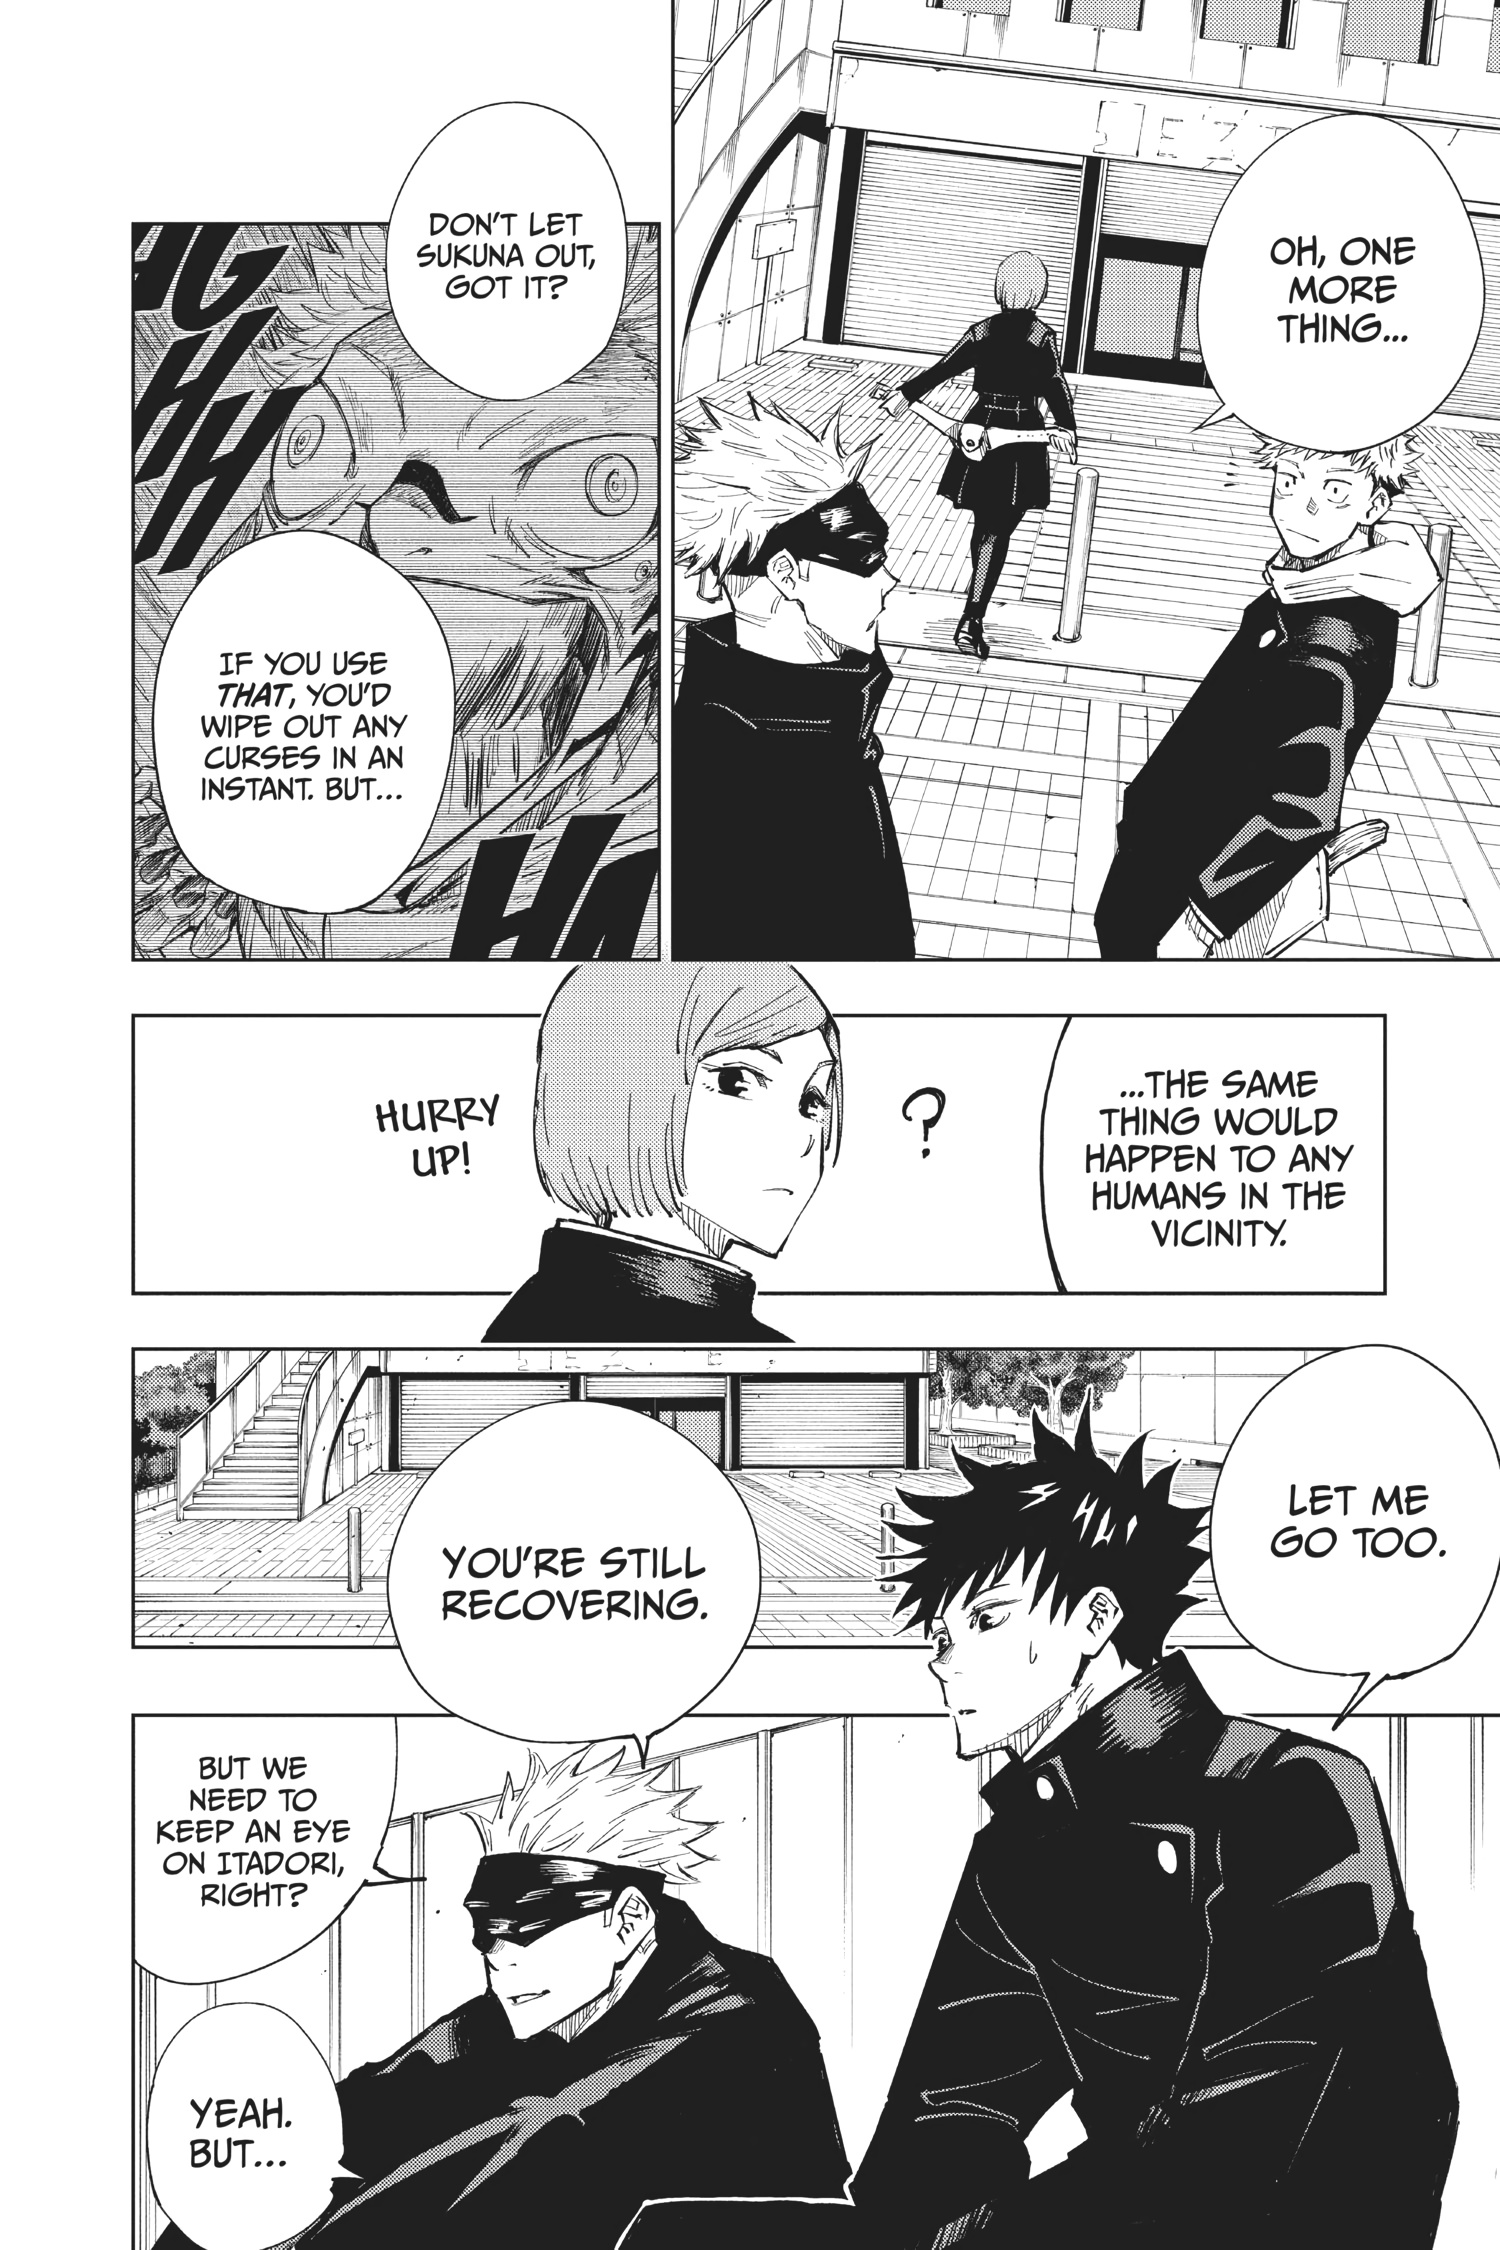 OH, ONE
MORE
THING...
DON'T LET
SUKUNA OUT,
GOT IT?
IF YOU USE
THAT, YOU'D
WIPE OUT ANY
CURSES IN AN
INSTANT. BUT...
...THE SAME
THING WOULD
HAPPEN TO ANY
HUMANS IN THE
VICINITY.
?
HURRY
UP!
LET ME
GO TOO.
YOU'RE STILL
RECOVERING.
BUT WE
NEED TO
KEEP AN EYE
ON ITADORI,
RIGHT?
YEAH.
BUT...